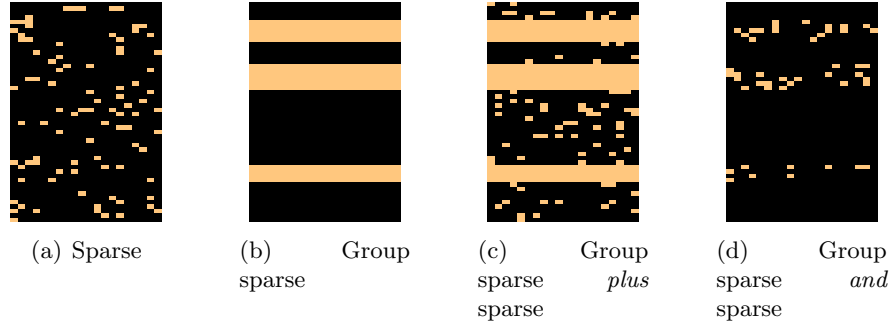 (a) Sparse
(b) Group
sparse
(c) Group
sparse plus
sparse
(d) Group
sparse and
sparse